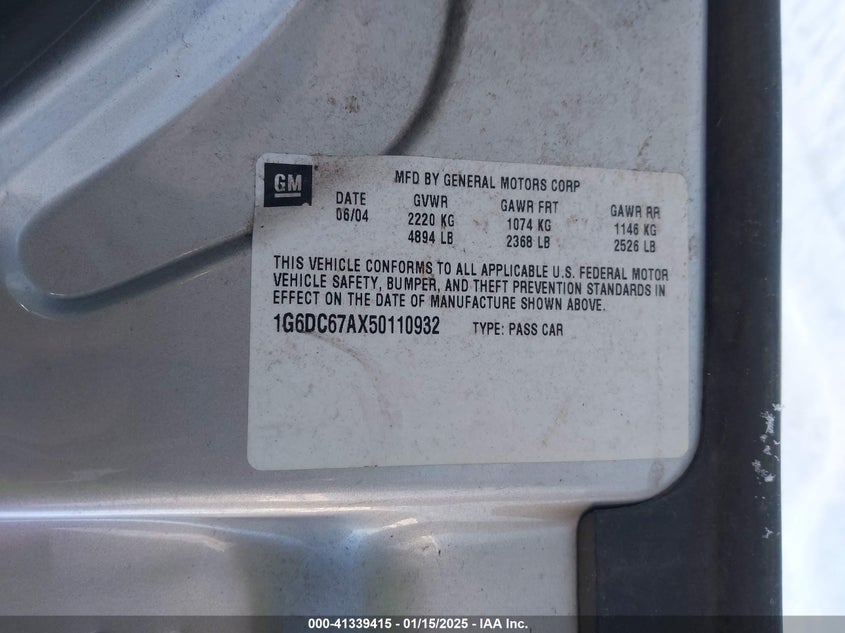 GM
MFD BY GENERAL MOTORS CORP
DATE GVWR GAWR FRT GAWR RR
06/04 2220 KG 1074 KG 1146 KG
4894 LB 2368 LB 2526 LB
THIS VEHICLE CONFORMS TO ALL APPLICABLE U.S. FEDERAL MOTOR
VEHICLE SAFETY, BUMPER, AND THEFT PREVENTION STANDARDS IN
EFFECT ON THE DATE OF MANUFACTURE SHOWN ABOVE.
1G6DC67AX50110932 TYPE: PASS CAR
000-41339415 - 01/15/2025 - IAA Inc.